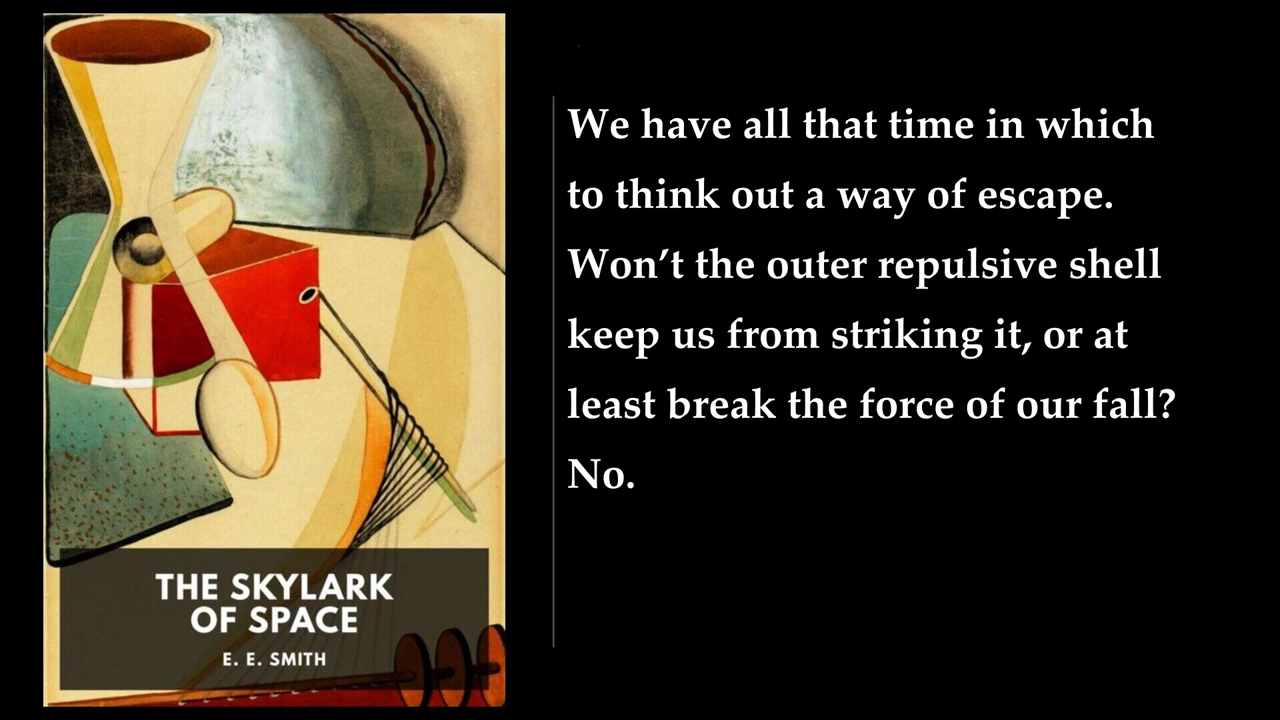 THE SKYLARK
OF SPACE
E. E. SMITH
We have all that time in which
to think out a way of escape.
Won’t the outer repulsive shell
keep us from striking it, or at
least break the force of our fall?
No.